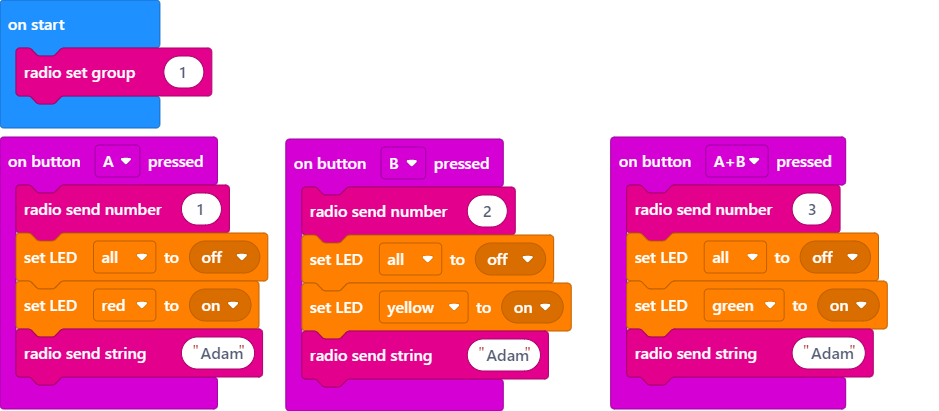 on start
radio set group 1
on button A pressed
radio send number 1
set LED all to off
set LED red to on
radio send string "Adam"
on button B pressed
radio send number 2
set LED all to off
set LED yellow to on
radio send string "Adam"
on button A+B pressed
radio send number 3
set LED all to off
set LED green to on
radio send string "Adam"